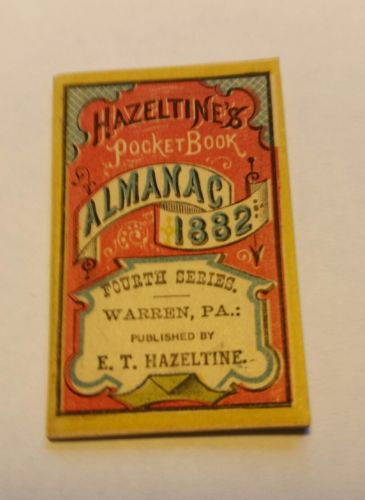 HAZELTINE'S
POCKET BOOK
ALMANAC
1882
FOURTH SERIES.
WARREN, PA.:
PUBLISHED BY
E. T. HAZELTINE.